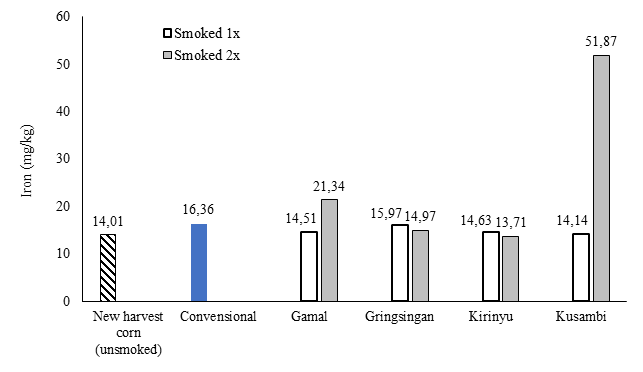 60
50
40
30
20
10
0
Iron (mg/kg)
Smoked 1x
Smoked 2x
14,01
16,36
14,51
21,34
15,97
14,97
14,63
13,71
14,14
51,87
New harvest
corn
(unsmoked)
Convensional
Gamal
Gringsingan
Kirinyu
Kusambi